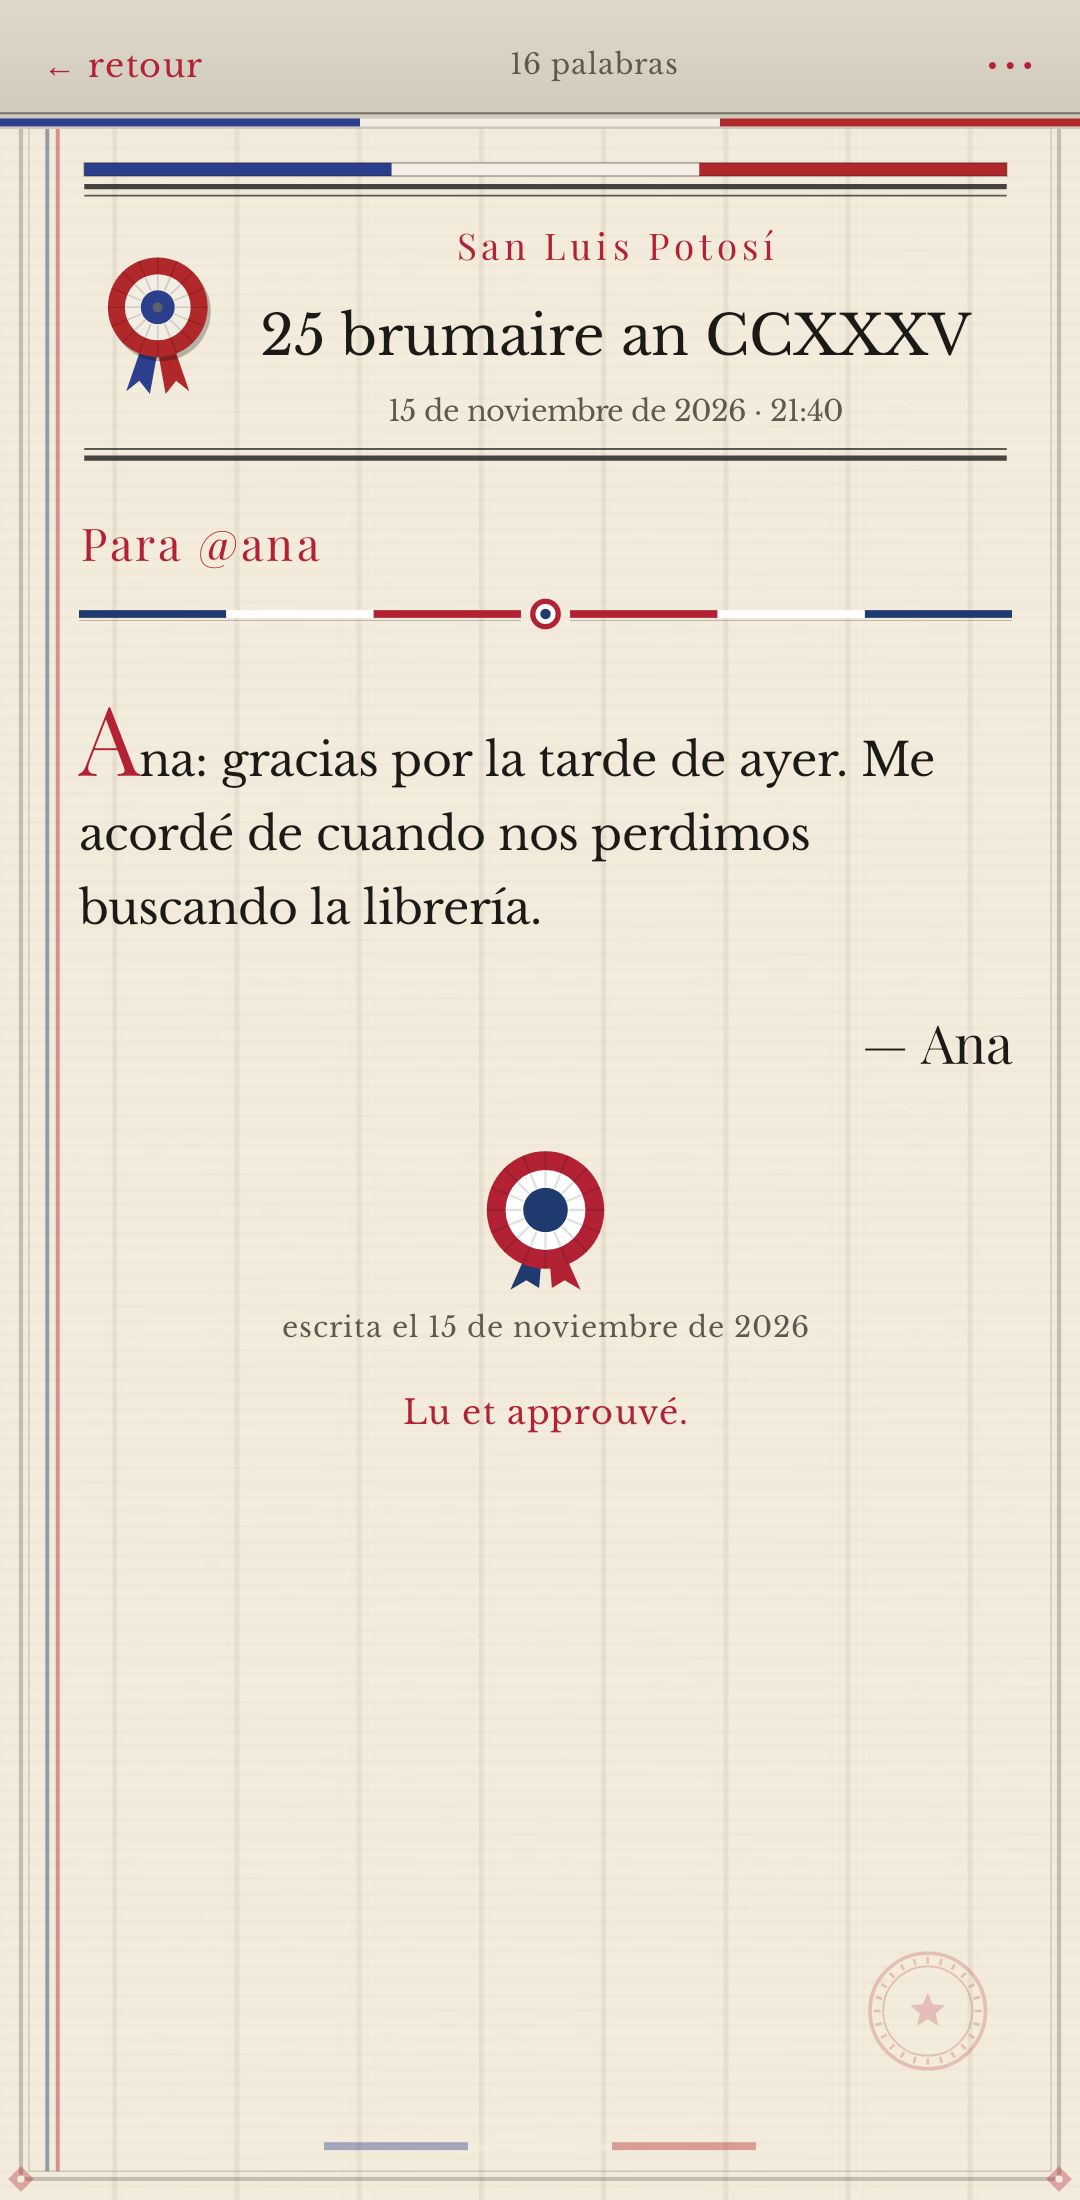 ← retour
16 palabras
...
San Luis Potosí
25 brumaire an CCXXXV
15 de noviembre de 2026 · 21:40
Para @ana
Ana: gracias por la tarde de ayer. Me
acordé de cuando nos perdimos
buscando la librería.
— Ana
escrita el 15 de noviembre de 2026
Lu et approuvé.